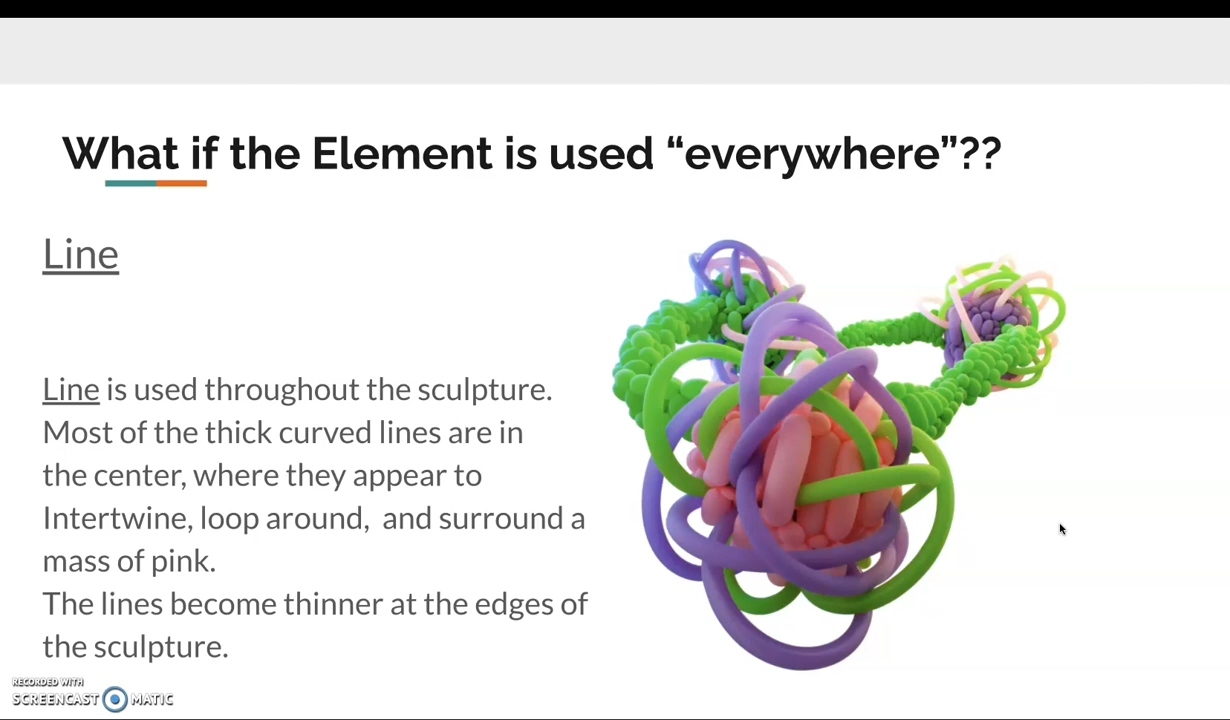 What if the Element is used “everywhere”??
Line
Line is used throughout the sculpture.
Most of the thick curved lines are in
the center, where they appear to
Intertwine, loop around,  and surround a
mass of pink.
The lines become thinner at the edges of
the sculpture.
RECORDED WITH
SCREENCAST MATIC